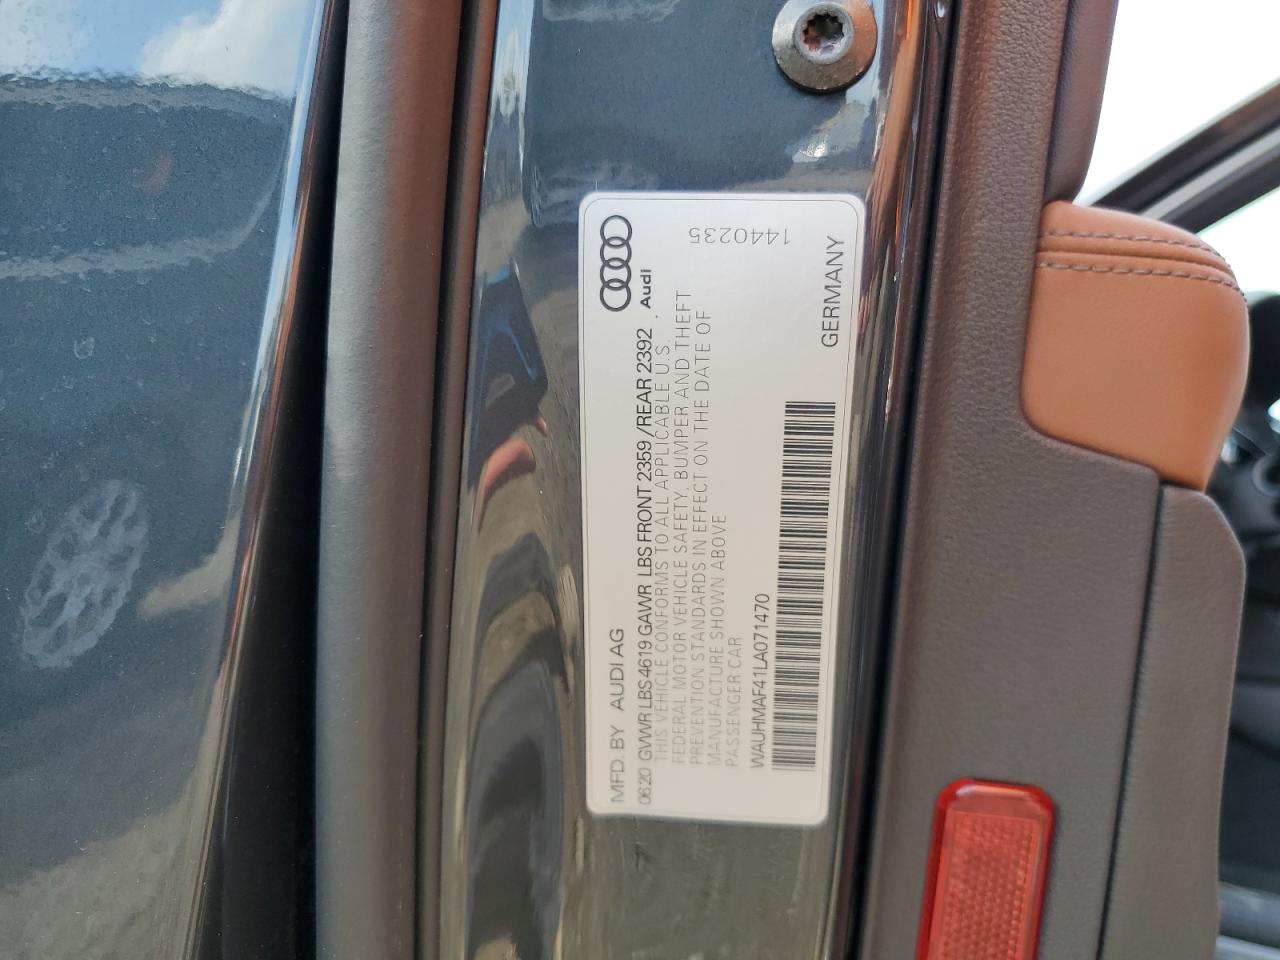 MFD. BY AUDI AG
Audi
0620 GVWR LBS 4619 GAWR LBS FRONT 2359 / REAR 2392 .
THIS VEHICLE CONFORMS TO ALL APPLICABLE U.S.
FEDERAL MOTOR VEHICLE SAFETY, BUMPER AND THEFT
PREVENTION STANDARDS IN EFFECT ON THE DATE OF
MANUFACTURE SHOWN ABOVE
PASSENGER CAR
1440235
WAUHMAF41LA071470
GERMANY